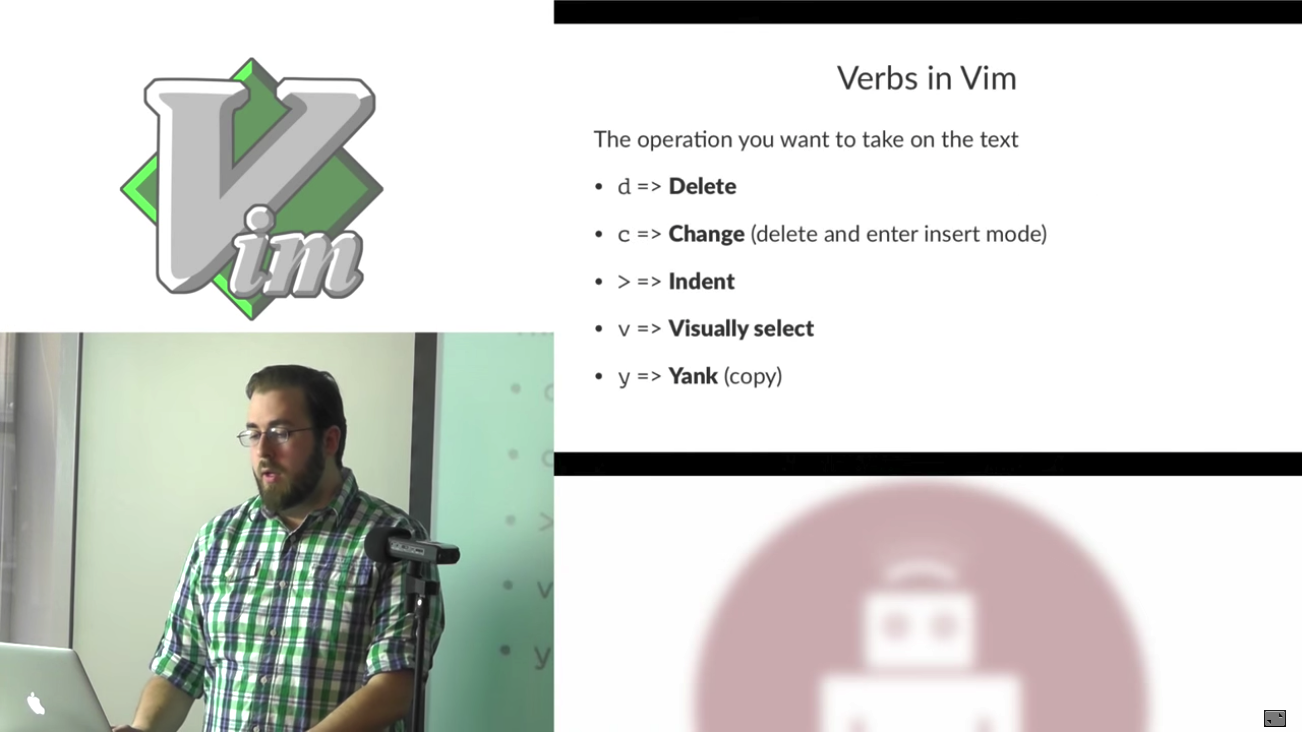 Vim
Verbs in Vim
The operation you want to take on the text
• d => Delete
• c => Change (delete and enter insert mode)
• > => Indent
• v => Visually select
• y => Yank (copy)
• c
• c
• >
• v
• y